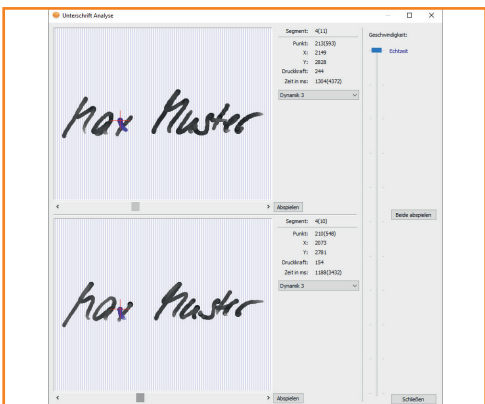 Unterschrift Analyse
Segment: 4(11)
Geschwindigkeit:
Punkt: 213(593)
X: 2149
Y: 2828
Druckkraft: 244
Zeit in ms: 1304(4372)
Dynamik 3
Echtzeit
Max Muster
Abspielen
Segment: 4(10)
Beide abspielen
Punkt: 210(548)
X: 2073
Y: 2781
Druckkraft: 154
Zeit in ms: 1188(3432)
Dynamik 3
Max Muster
Abspielen
Schließen